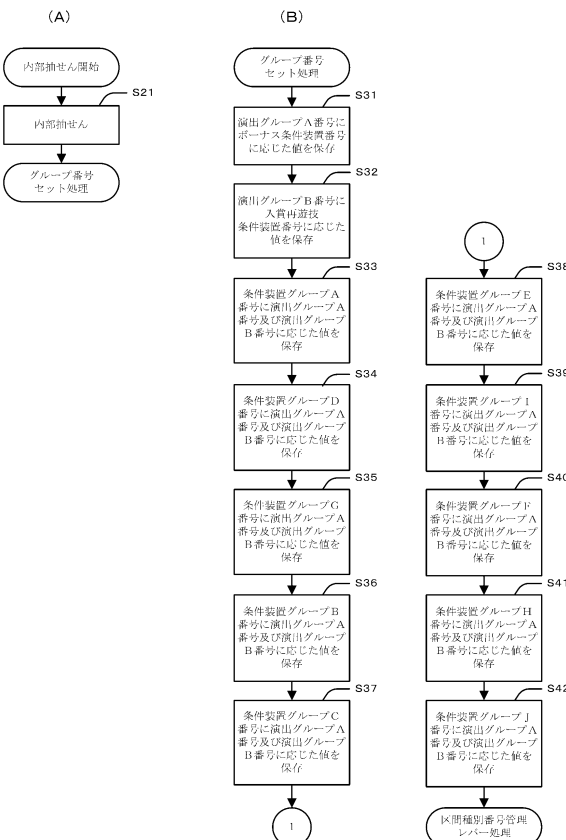 (A)
内部抽せん開始
S21
内部抽せん
グループ番号
セット処理
(B)
グループ番号
セット処理
S31
演出グループA番号に
ボーナス条件装置番号
に応じた値を保存
S32
演出グループB番号に
入賞再遊技
条件装置番号に応じた
値を保存
S33
条件装置グループA
番号に演出グループA
番号及び演出グループ
B番号に応じた値を
保存
S34
条件装置グループD
番号に演出グループA
番号及び演出グループ
B番号に応じた値を
保存
S35
条件装置グループG
番号に演出グループA
番号及び演出グループ
B番号に応じた値を
保存
S36
条件装置グループB
番号に演出グループA
番号及び演出グループ
B番号に応じた値を
保存
S37
条件装置グループC
番号に演出グループA
番号及び演出グループ
B番号に応じた値を
保存
1
1
S38
条件装置グループE
番号に演出グループA
番号及び演出グループ
B番号に応じた値を
保存
S39
条件装置グループI
番号に演出グループA
番号及び演出グループ
B番号に応じた値を
保存
S40
条件装置グループF
番号に演出グループA
番号及び演出グループ
B番号に応じた値を
保存
S41
条件装置グループH
番号に演出グループA
番号及び演出グループ
B番号に応じた値を
保存
S42
条件装置グループJ
番号に演出グループA
番号及び演出グループ
B番号に応じた値を
保存
区間種別番号管理
レバー処理